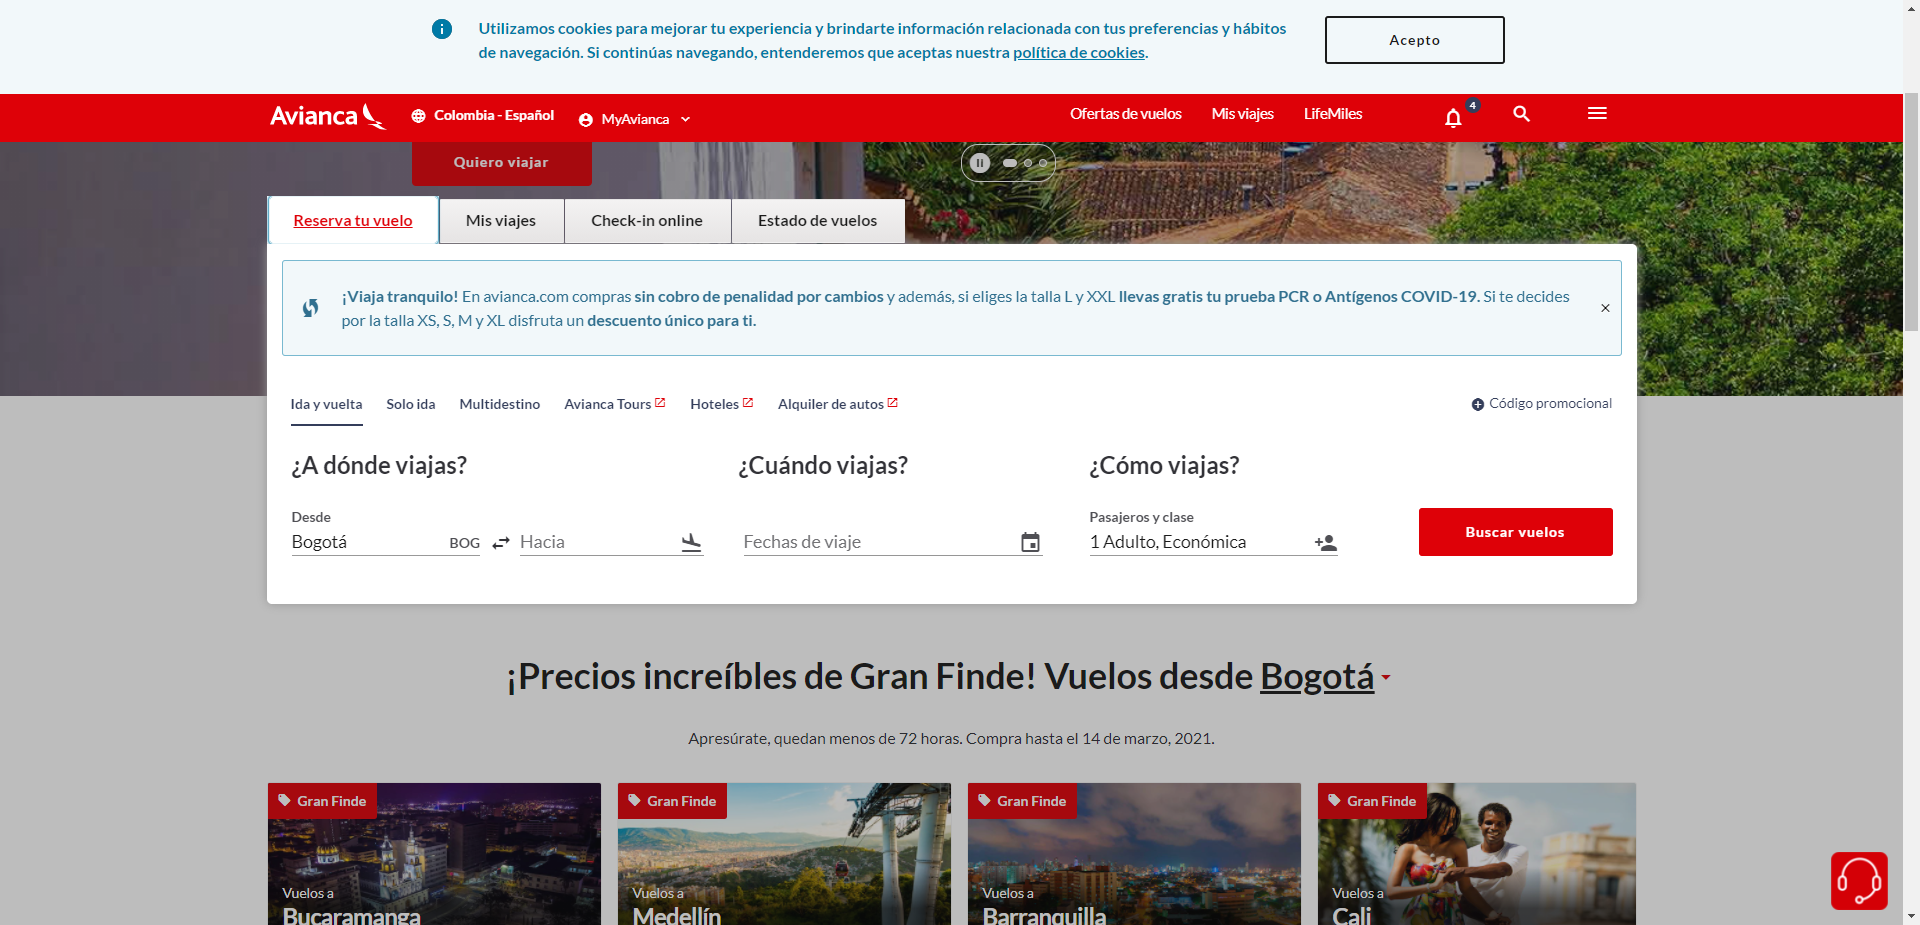 Utilizamos cookies para mejorar tu experiencia y brindarte información relacionada con tus preferencias y hábitos
de navegación. Si continúas navegando, entenderemos que aceptas nuestra política de cookies.
Acepto
Avianca
Colombia - Español
MyAvianca
Ofertas de vuelos
Mis viajes
LifeMiles
4
Quiero viajar
Reserva tu vuelo
Mis viajes
Check-in online
Estado de vuelos
¡Viaja tranquilo! En avianca.com compras sin cobro de penalidad por cambios y además, si eliges la talla L y XXL llevas gratis tu prueba PCR o Antígenos COVID-19. Si te decides
por la talla XS, S, M y XL disfruta un descuento único para ti.
Ida y vuelta
Solo ida
Multidestino
Avianca Tours
Hoteles
Alquiler de autos
Código promocional
¿A dónde viajas?
¿Cuándo viajas?
¿Cómo viajas?
Desde
Pasajeros y clase
Bogotá
BOG
Hacia
Fechas de viaje
1 Adulto, Económica
Buscar vuelos
¡Precios increíbles de Gran Finde! Vuelos desde Bogotá
Apresúrate, quedan menos de 72 horas. Compra hasta el 14 de marzo, 2021.
Gran Finde
Gran Finde
Gran Finde
Gran Finde
Vuelos a
Bucaramanga
Vuelos a
Medellín
Vuelos a
Barranquilla
Vuelos a
Cali